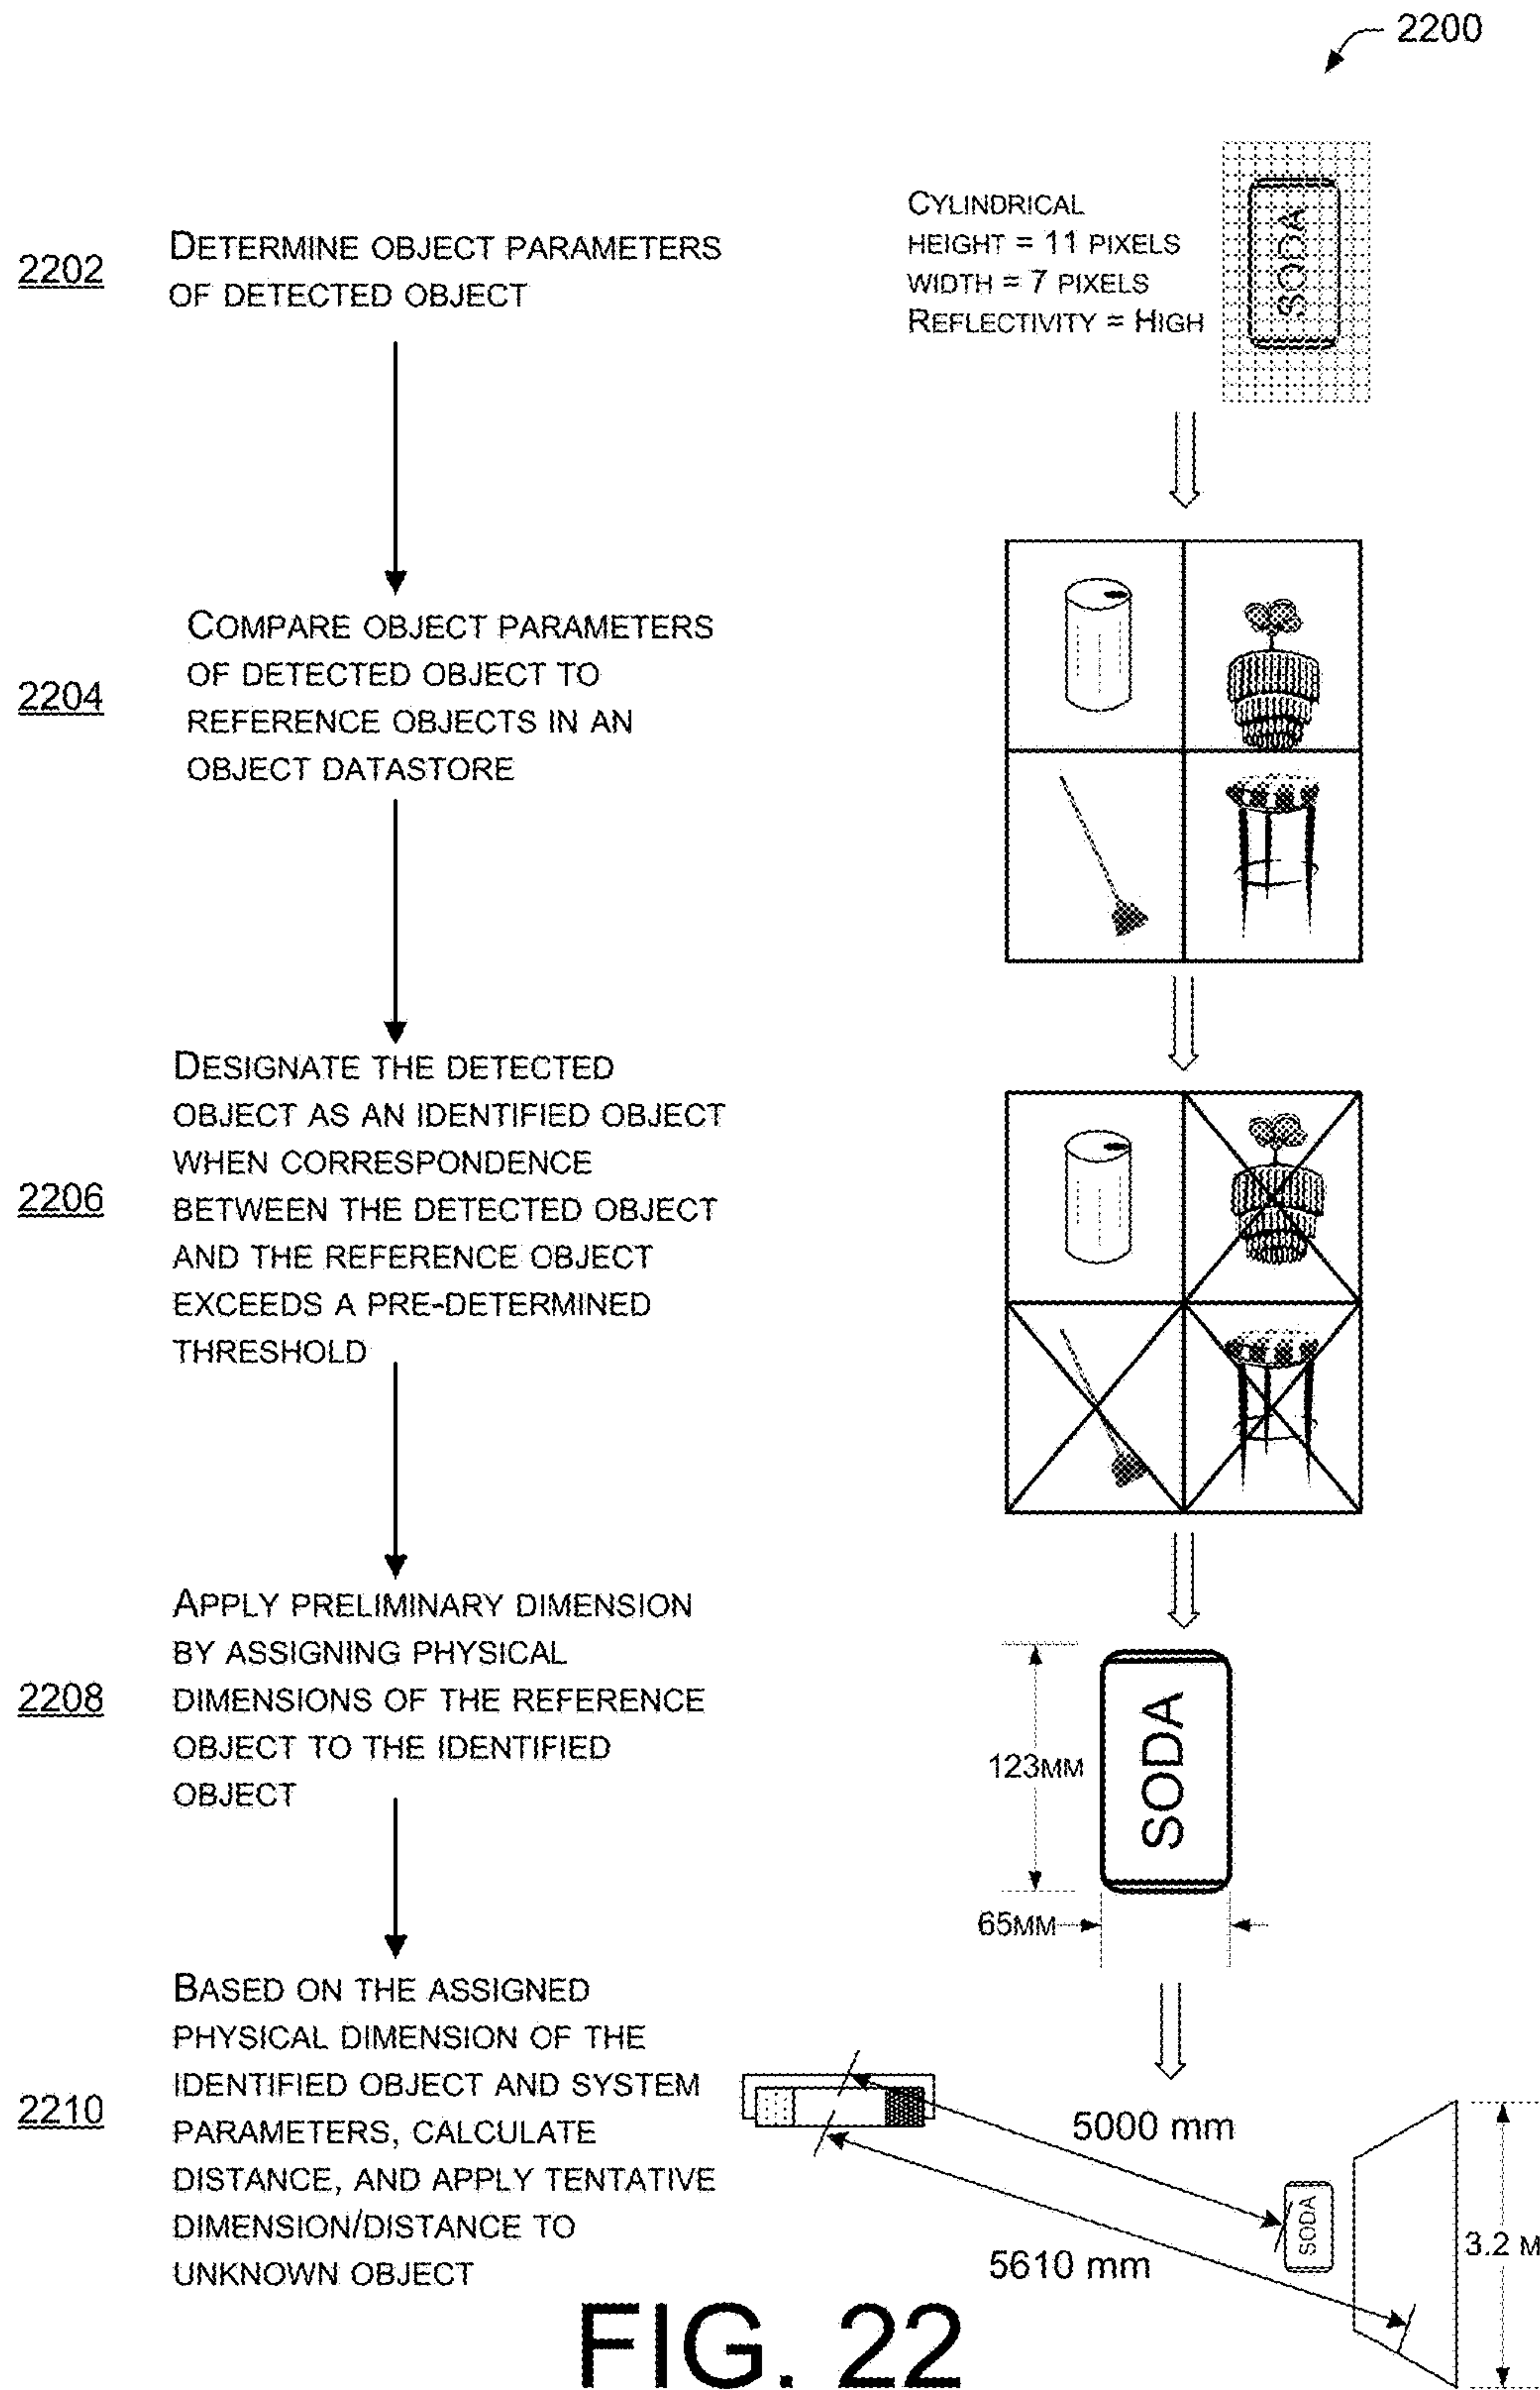 2200
2202
DETERMINE OBJECT PARAMETERS
OF DETECTED OBJECT
CYLINDRICAL
HEIGHT = 11 PIXELS
WIDTH = 7 PIXELS
REFLECTIVITY = HIGH
SODA
2204
COMPARE OBJECT PARAMETERS
OF DETECTED OBJECT TO
REFERENCE OBJECTS IN AN
OBJECT DATASTORE
2206
DESIGNATE THE DETECTED
OBJECT AS AN IDENTIFIED OBJECT
WHEN CORRESPONDENCE
BETWEEN THE DETECTED OBJECT
AND THE REFERENCE OBJECT
EXCEEDS A PRE-DETERMINED
THRESHOLD
2208
APPLY PRELIMINARY DIMENSION
BY ASSIGNING PHYSICAL
DIMENSIONS OF THE REFERENCE
OBJECT TO THE IDENTIFIED
OBJECT
123MM
SODA
65MM
2210
BASED ON THE ASSIGNED
PHYSICAL DIMENSION OF THE
IDENTIFIED OBJECT AND SYSTEM
PARAMETERS, CALCULATE
DISTANCE, AND APPLY TENTATIVE
DIMENSION/DISTANCE TO
UNKNOWN OBJECT
5000 mm
SODA
3.2 M
5610 mm
FIG. 22